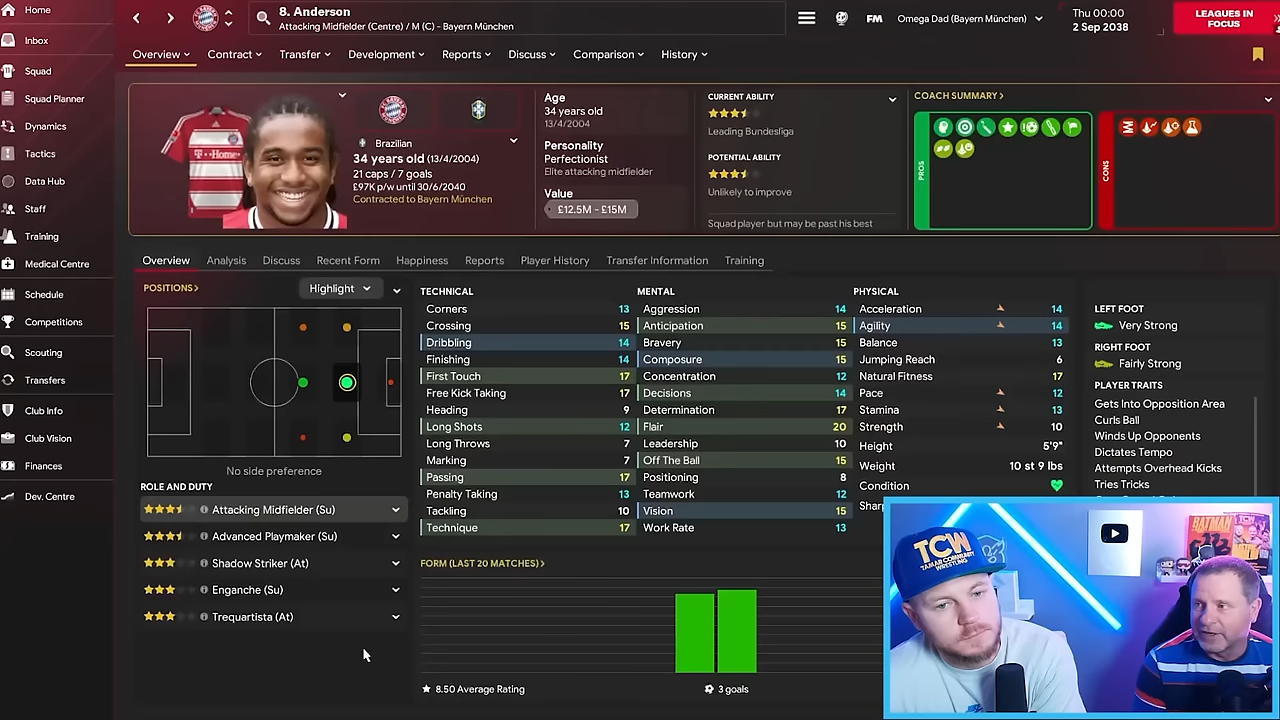 Home
Inbox
Squad
Squad Planner
Dynamics
Tactics
Data Hub
Staff
Training
Medical Centre
Schedule
Competitions
Scouting
Transfers
Club Info
Club Vision
Finances
Dev. Centre
8. Anderson
Attacking Midfielder (Centre) / M (C) - Bayern München
FM
Omega Dad (Bayern München)
Thu 00:00
2 Sep 2038
LEAGUES IN
FOCUS
Overview
Contract
Transfer
Development
Reports
Discuss
Comparison
History
T··Home·
Brazilian
34 years old (13/4/2004)
21 caps / 7 goals
£97K p/w until 30/6/2040
Contracted to Bayern München
Age
34 years old
13/4/2004
Personality
Perfectionist
Elite attacking midfielder
Value
£12.5M - £15M
CURRENT ABILITY
Leading Bundesliga
POTENTIAL ABILITY
Unlikely to improve
Squad player but may be past his best
COACH SUMMARY >
PROS
CONS
Overview
Analysis
Discuss
Recent Form
Happiness
Reports
Player History
Transfer Information
Training
POSITIONS >
Highlight
No side preference
ROLE AND DUTY
Attacking Midfielder (Su)
Advanced Playmaker (Su)
Shadow Striker (At)
Enganche (Su)
Trequartista (At)
TECHNICAL
Corners 13
Crossing 15
Dribbling 14
Finishing 14
First Touch 17
Free Kick Taking 17
Heading 9
Long Shots 12
Long Throws 7
Marking 7
Passing 17
Penalty Taking 13
Tackling 10
Technique 17
MENTAL
Aggression 14
Anticipation 15
Bravery 15
Composure 15
Concentration 12
Decisions 14
Determination 17
Flair 20
Leadership 10
Off The Ball 15
Positioning 8
Teamwork 12
Vision 15
Work Rate 13
PHYSICAL
Acceleration 14
Agility 14
Balance 13
Jumping Reach 6
Natural Fitness 17
Pace 12
Stamina 13
Strength 10
Height 5'9"
Weight 10 st 9 lbs
Condition
Sharp
LEFT FOOT
Very Strong
RIGHT FOOT
Fairly Strong
PLAYER TRAITS
Gets Into Opposition Area
Curls Ball
Winds Up Opponents
Dictates Tempo
Attempts Overhead Kicks
Tries Tricks
FORM (LAST 20 MATCHES) >
8.50 Average Rating
3 goals
TCW
WRESTLING
BATMAN
TCW